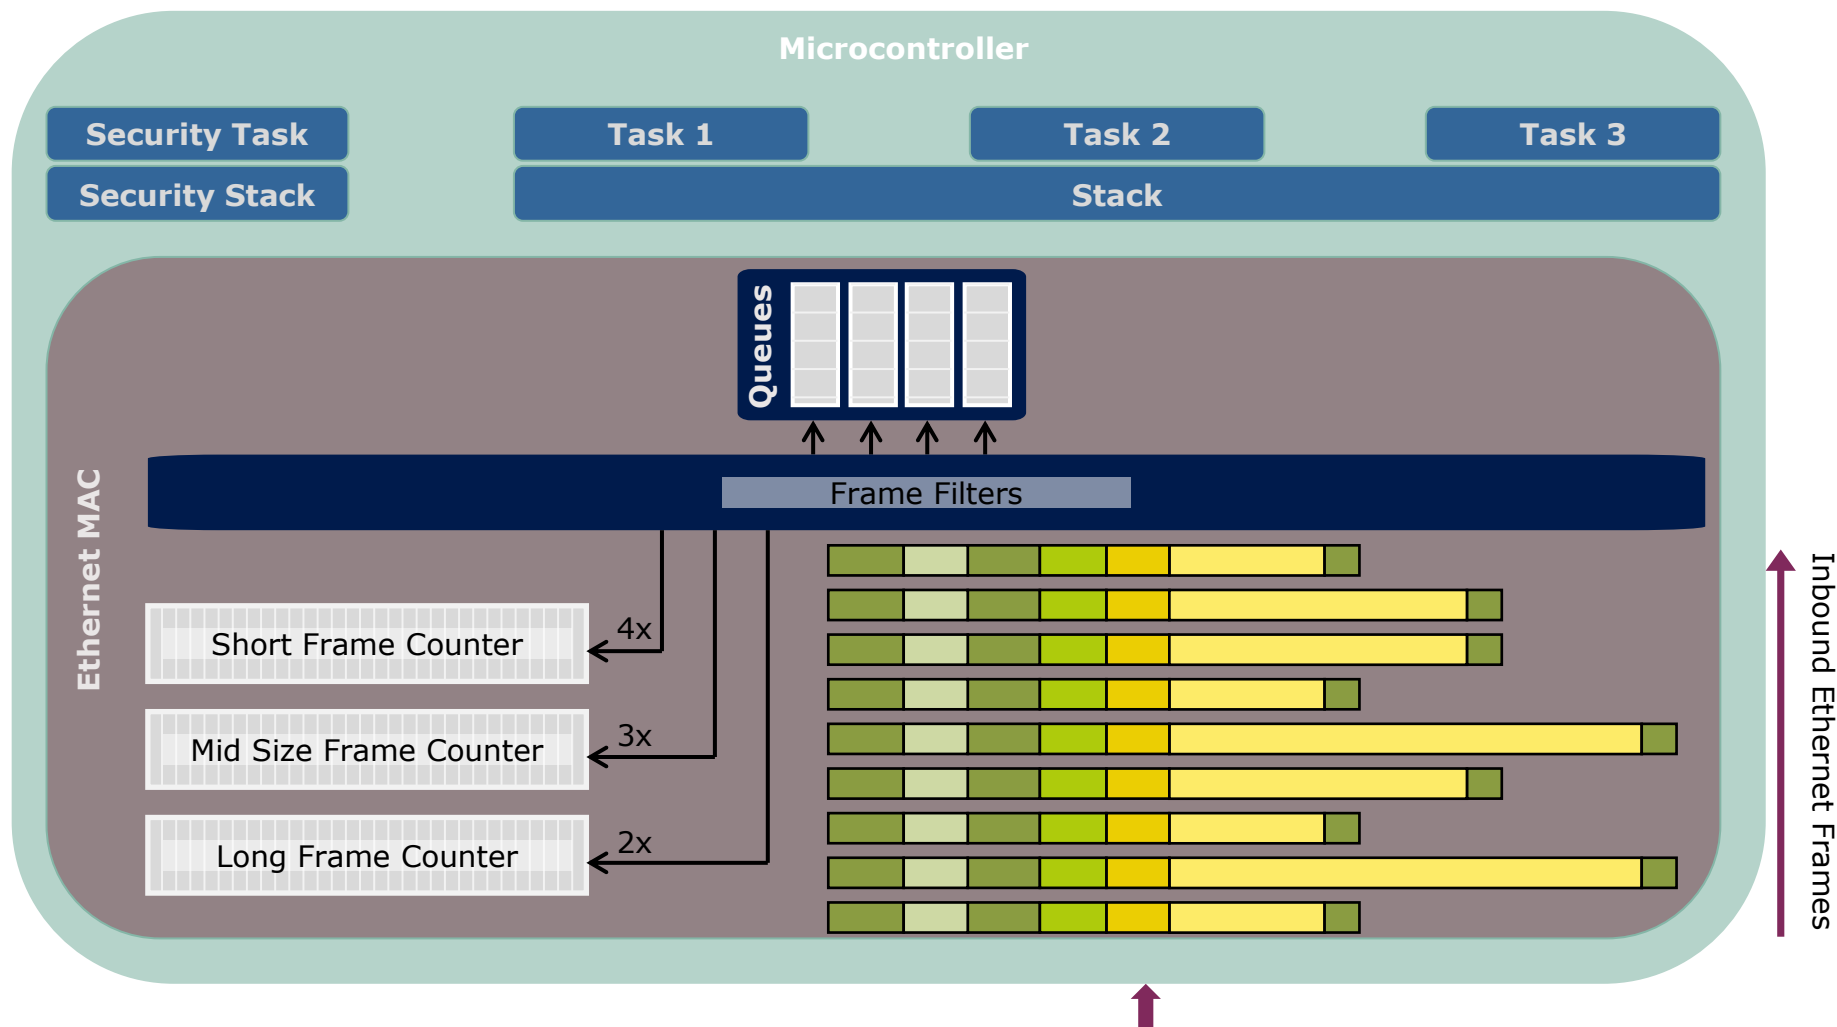 Microcontroller
Security Task
Task 1
Task 2
Task 3
Security Stack
Stack
Queues
Ethernet MAC
Frame Filters
Short Frame Counter
4x
Mid Size Frame Counter
3x
Long Frame Counter
2x
Inbound Ethernet Frames